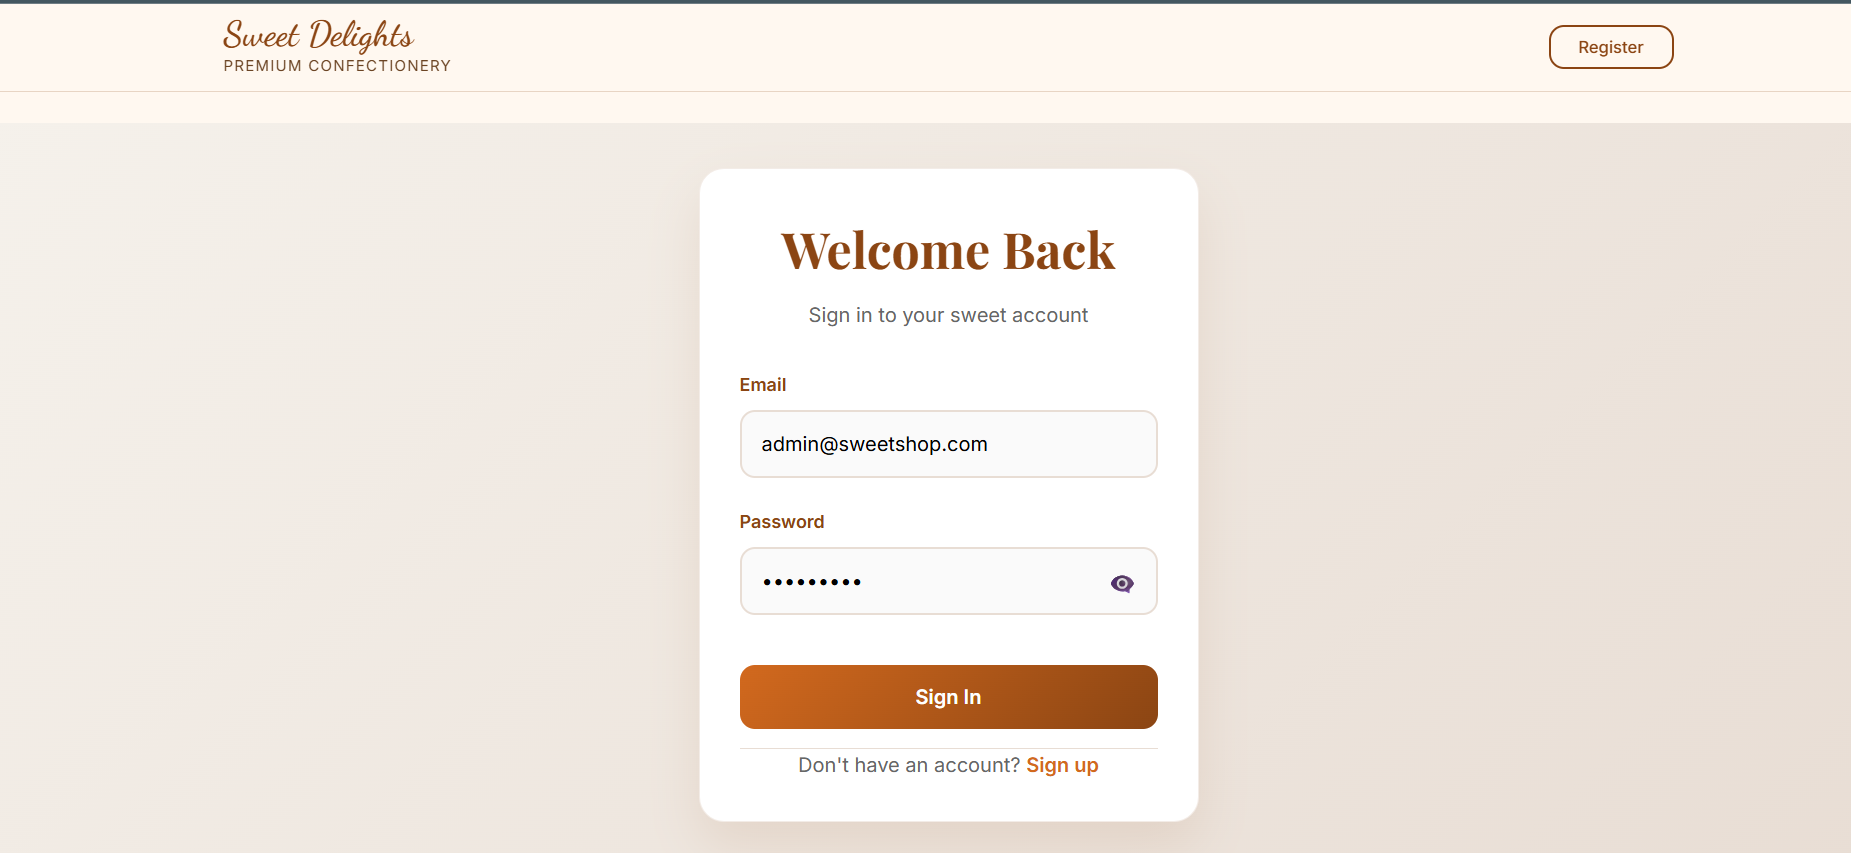 Sweet Delights
PREMIUM CONFECTIONERY
Register
Welcome Back
Sign in to your sweet account
Email
admin@sweetshop.com
Password
•••••••••
Sign In
Don't have an account? Sign up